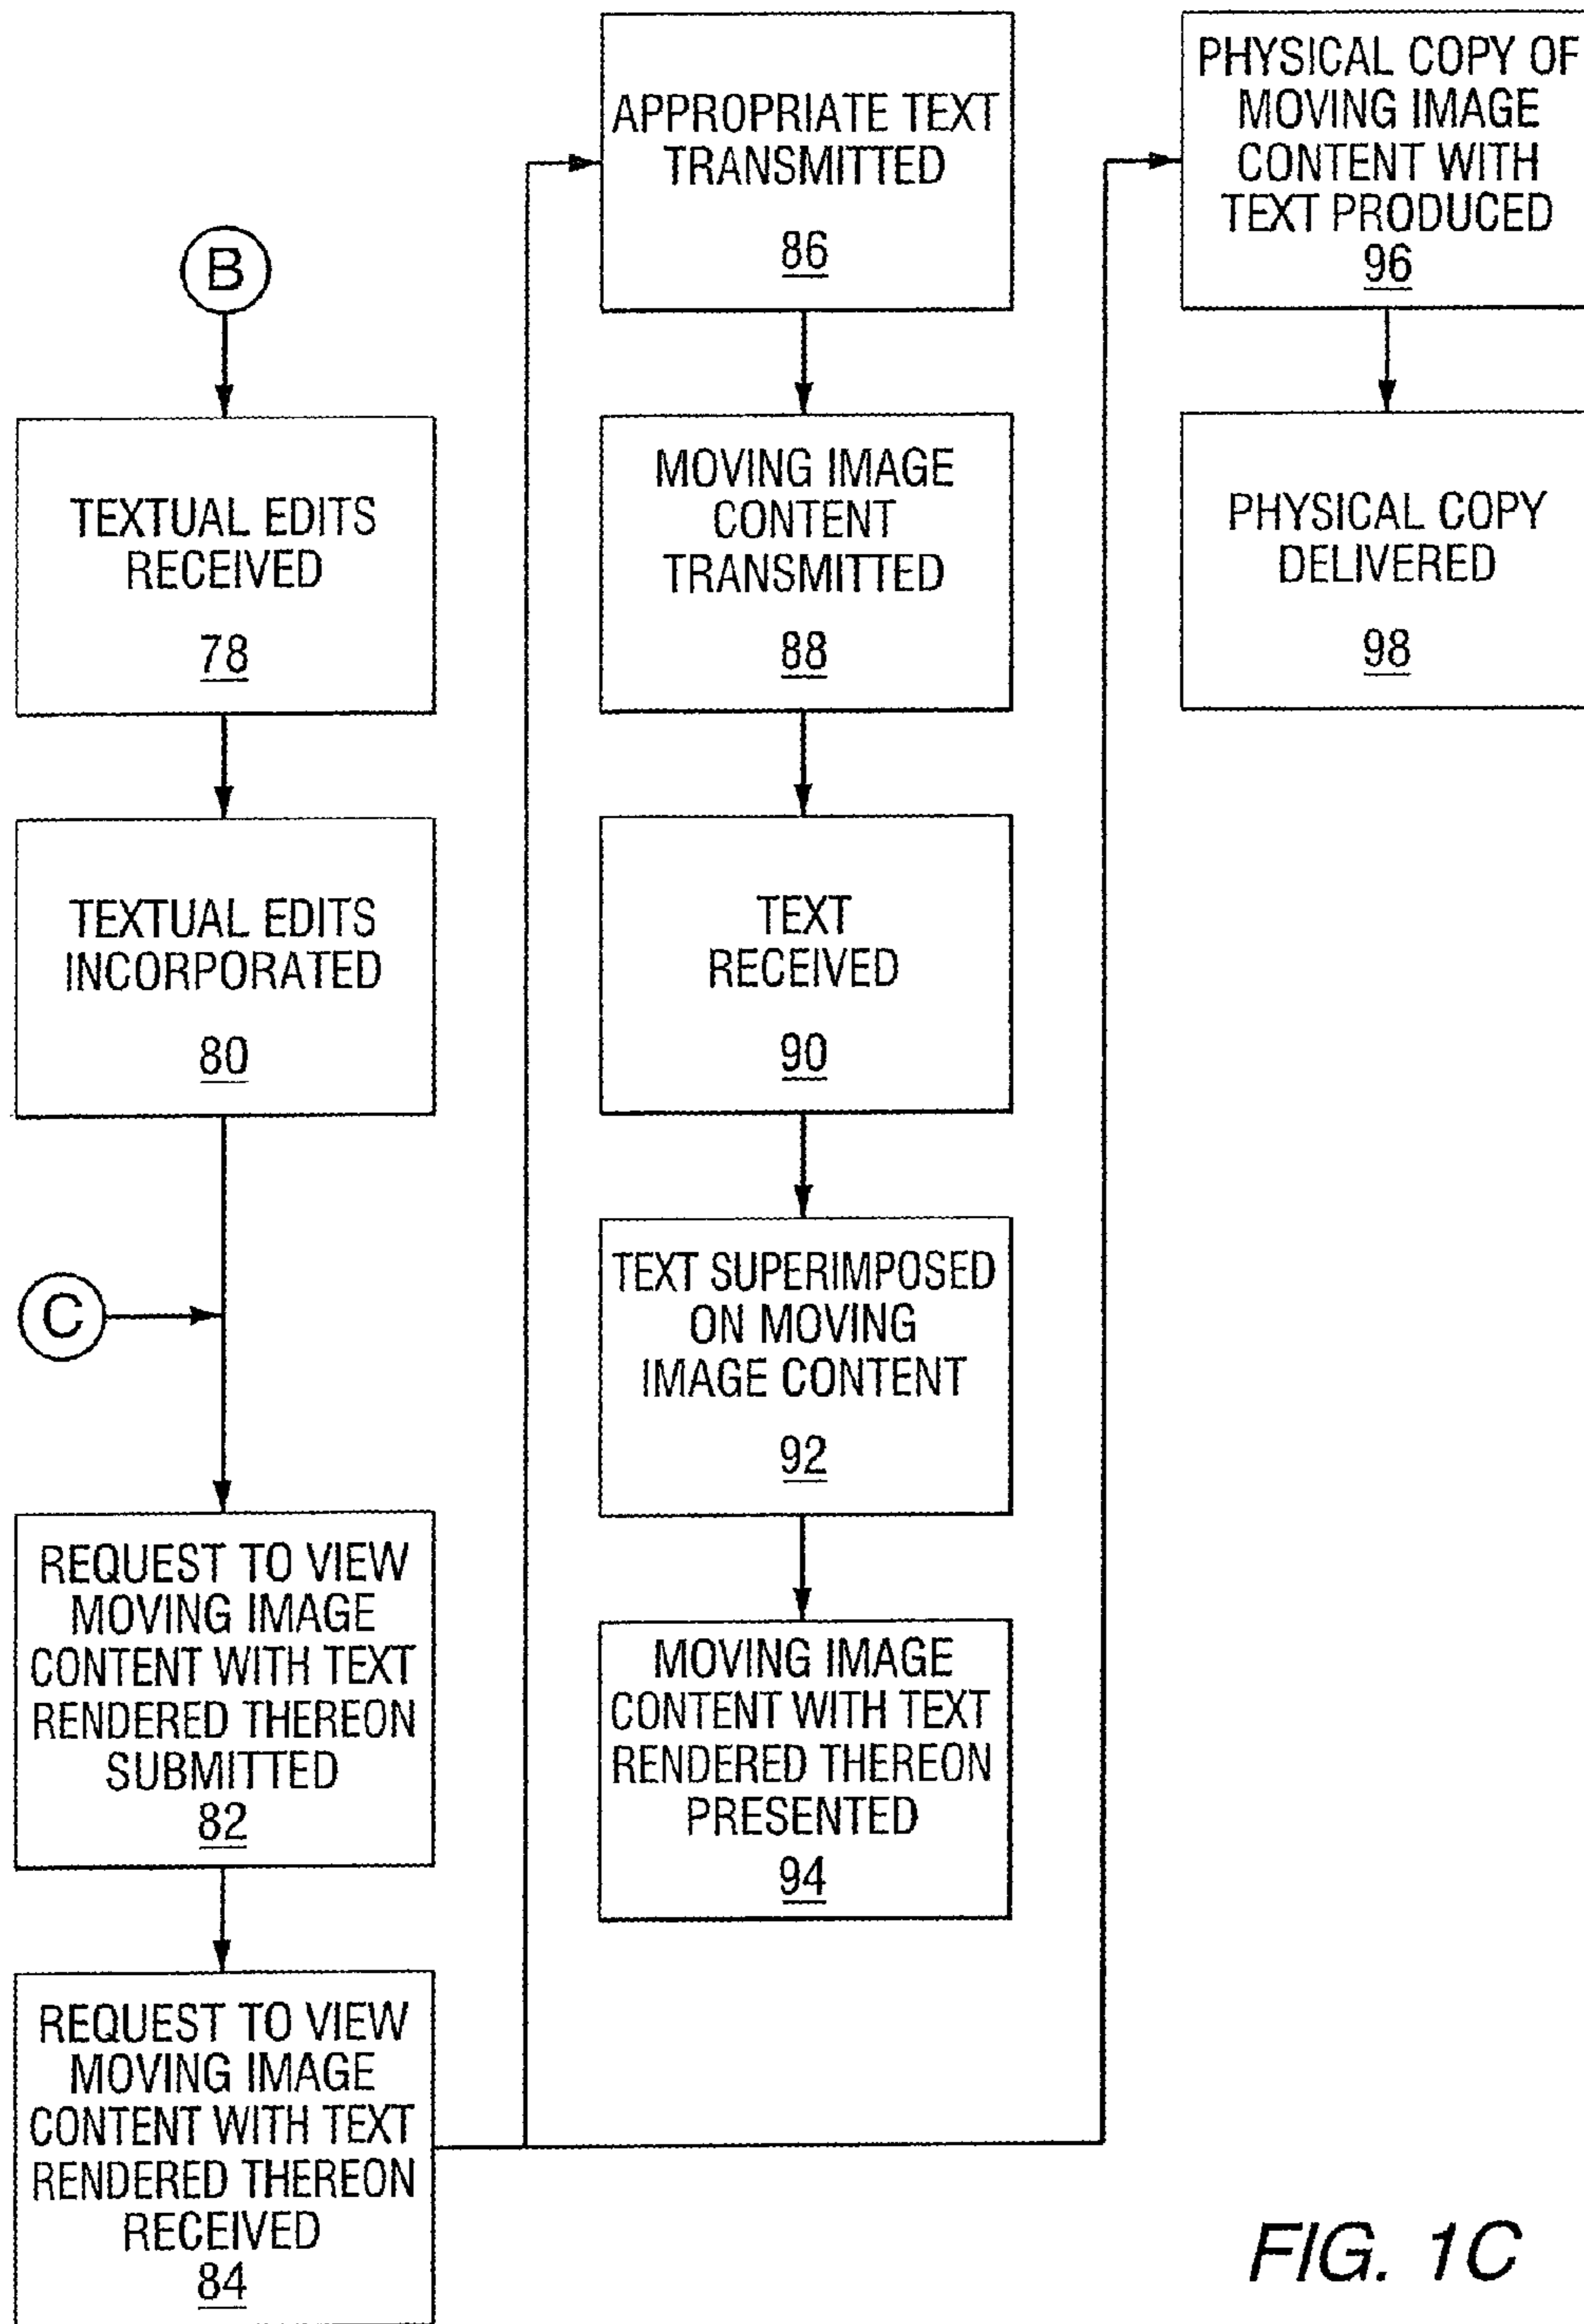 B
TEXTUAL EDITS
RECEIVED
78
TEXTUAL EDITS
INCORPORATED
80
C
REQUEST TO VIEW
MOVING IMAGE
CONTENT WITH TEXT
RENDERED THEREON
SUBMITTED
82
REQUEST TO VIEW
MOVING IMAGE
CONTENT WITH TEXT
RENDERED THEREON
RECEIVED
84
APPROPRIATE TEXT
TRANSMITTED
86
MOVING IMAGE
CONTENT
TRANSMITTED
88
TEXT
RECEIVED
90
TEXT SUPERIMPOSED
ON MOVING
IMAGE CONTENT
92
MOVING IMAGE
CONTENT WITH TEXT
RENDERED THEREON
PRESENTED
94
PHYSICAL COPY OF
MOVING IMAGE
CONTENT WITH
TEXT PRODUCED
96
PHYSICAL COPY
DELIVERED
98
FIG. 1C